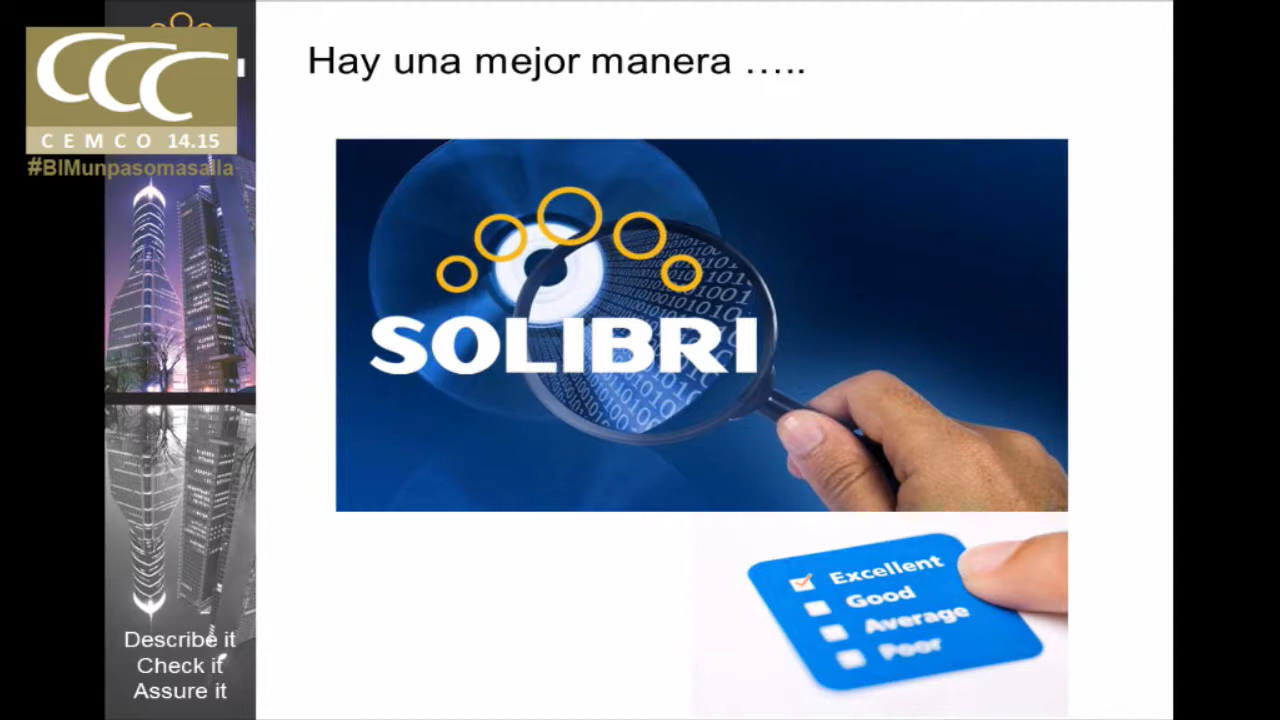 CCC
CEMCO 14.15
#BIMunpasomasalla
Hay una mejor manera …..
SOLIBRI
Excellent
Good
Average
Poor
Describe it
Check it
Assure it